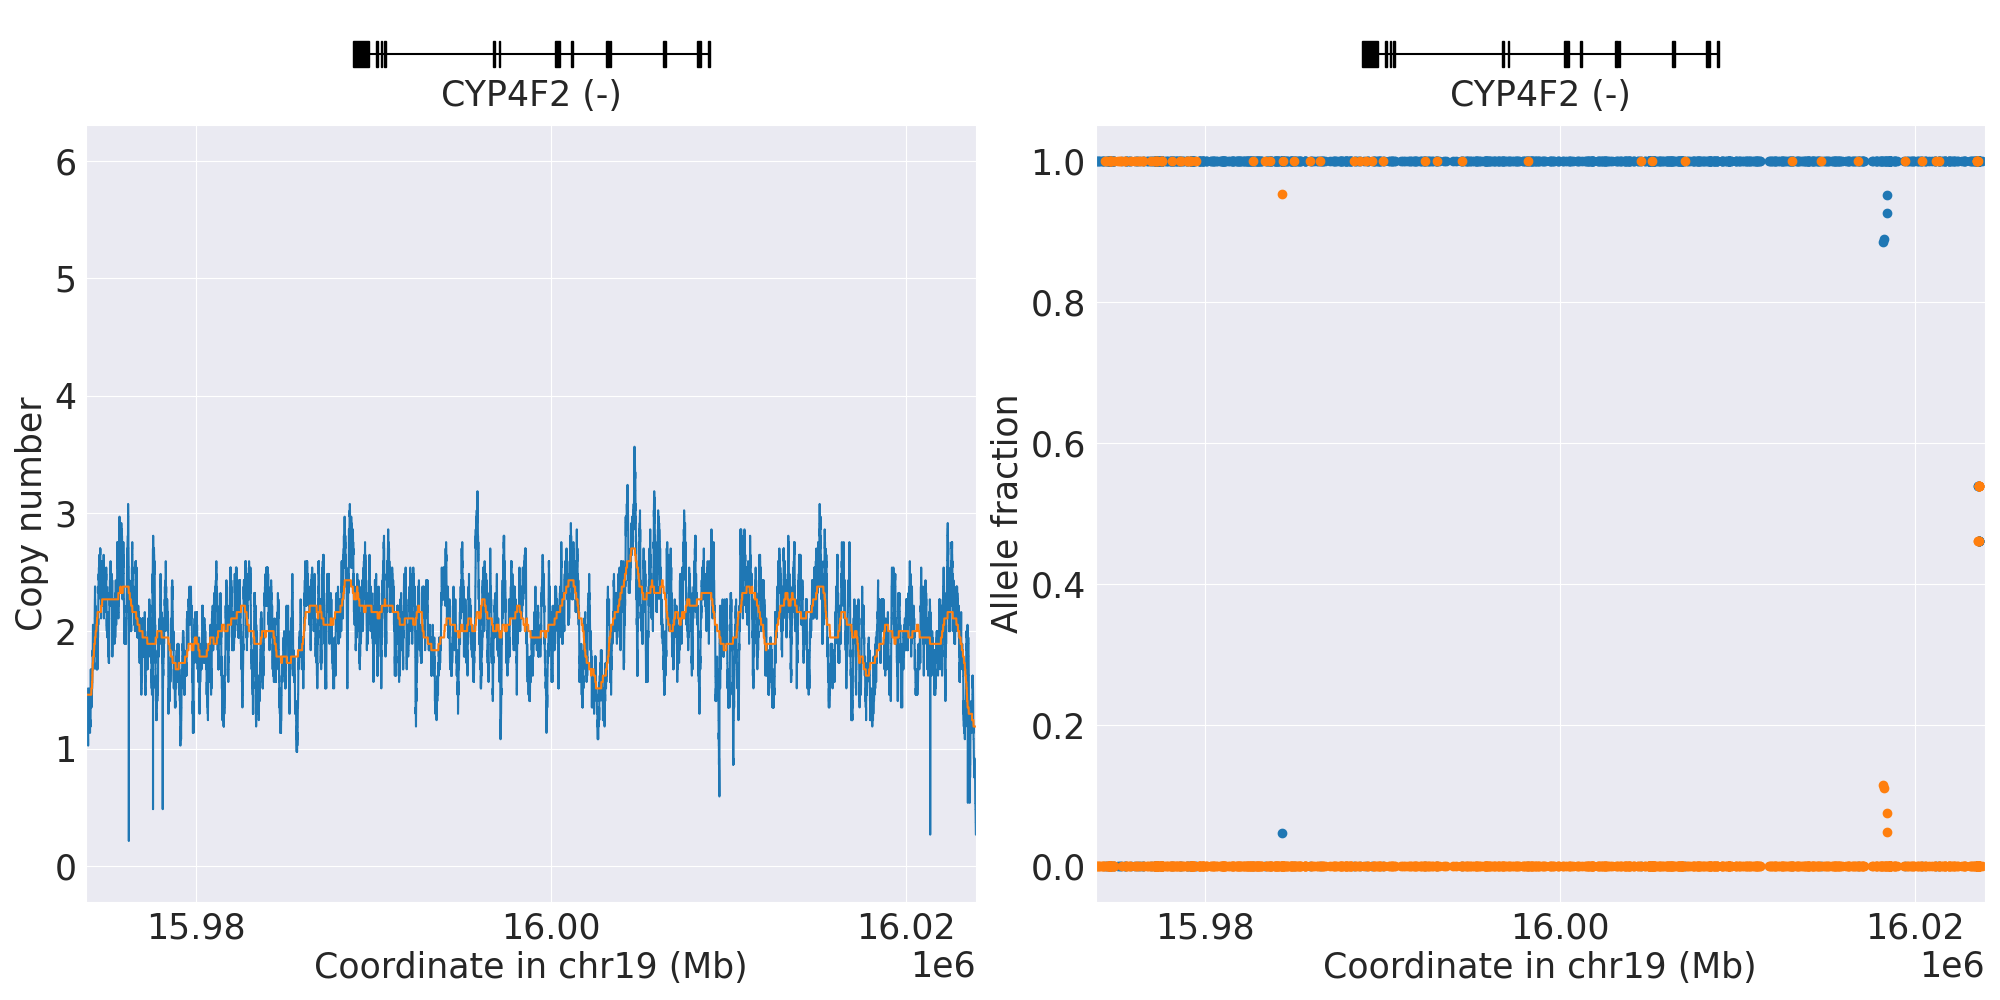 CYP4F2 (-)
6
5
4
3
2
1
0
Copy number
15.98
16.00
16.02
Coordinate in chr19 (Mb)
1e6
CYP4F2 (-)
1.0
0.8
0.6
0.4
0.2
0.0
Allele fraction
15.98
16.00
16.02
Coordinate in chr19 (Mb)
1e6